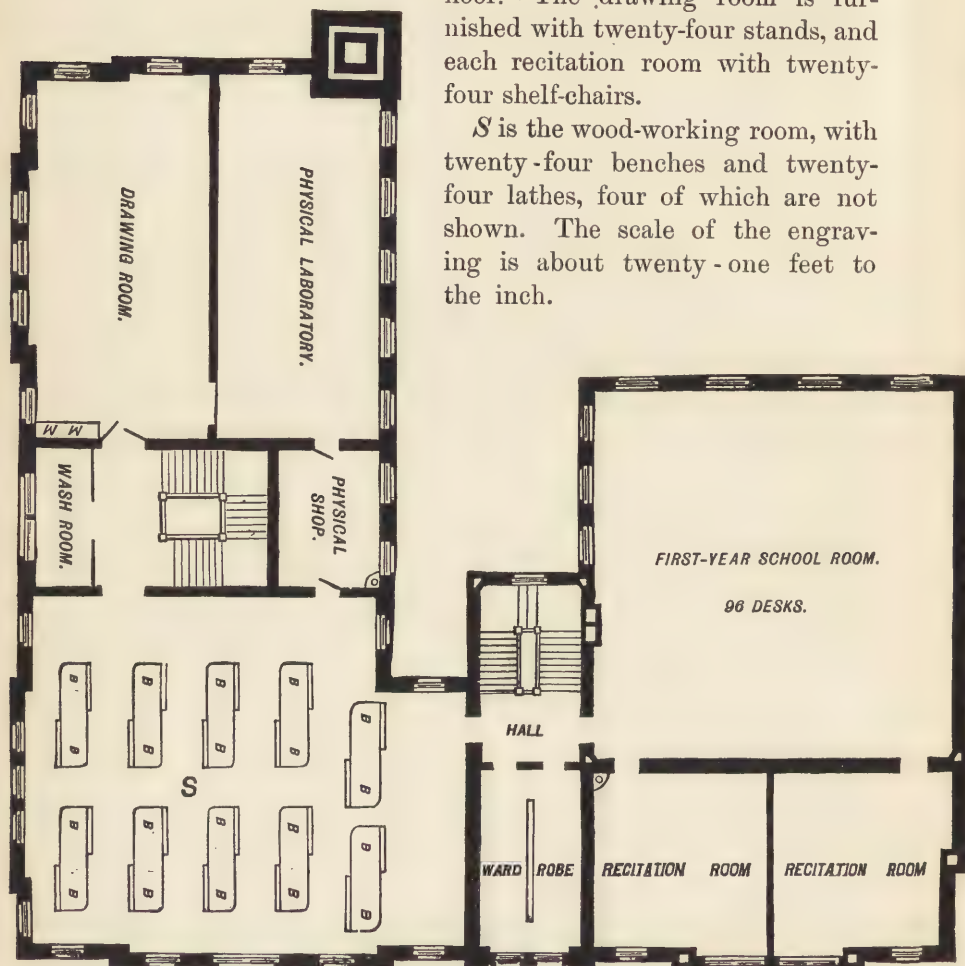 floor. The drawing room is fur-
nished with twenty-four stands, and
each recitation room with twenty-
four shelf-chairs.
S is the wood-working room, with
twenty-four benches and twenty-
four lathes, four of which are not
shown. The scale of the engrav-
ing is about twenty-one feet to
the inch.
DRAWING ROOM.
PHYSICAL LABORATORY.
W W
WASH ROOM.
PHYSICAL
SHOP.
FIRST-YEAR SCHOOL ROOM.
96 DESKS.
HALL
B B B B B
B B B B B
S
B B B B B
B B B B B
WARD ROBE
RECITATION ROOM
RECITATION ROOM